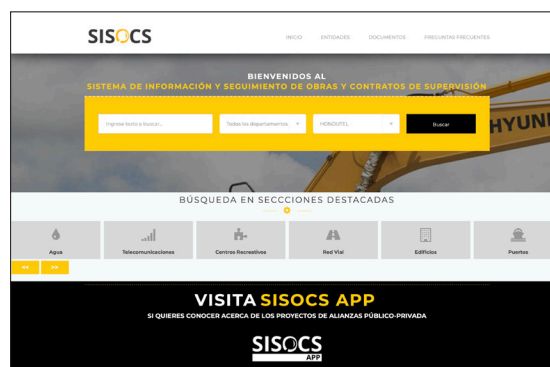 SISOCS
INICIO ENTIDADES DOCUMENTOS PREGUNTAS FRECUENTES
BIENVENIDOS AL
SISTEMA DE INFORMACIÓN Y SEGUIMIENTO DE OBRAS Y CONTRATOS DE SUPERVISIÓN
Ingrese texto a buscar... Todos los departamentos HONDUTEL Buscar
HYUN
BÚSQUEDA EN SECCCIONES DESTACADAS
Agua Telecomunicaciones Centros Recreativos Red Vial Edificios Puertos
<< >>
VISITA SISOCS APP
SI QUIERES CONOCER ACERCA DE LOS PROYECTOS DE ALIANZAS PÚBLICO-PRIVADA
SISOCS
APP